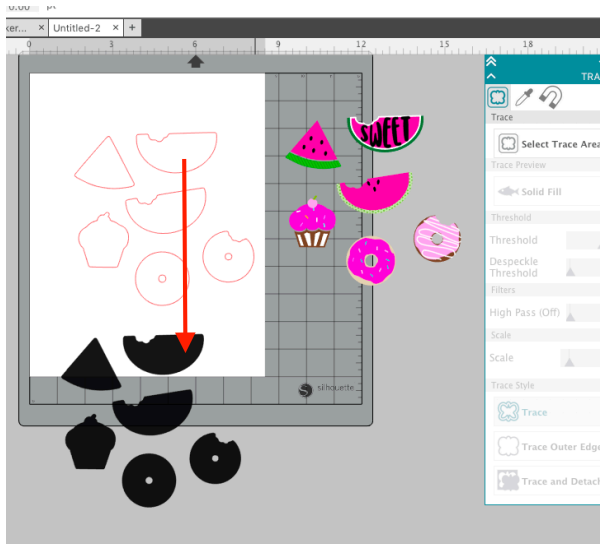 0.00
Untitled-2 × +
0 3 6 9 12 15 18
TRA
Trace
Select Trace Area
Trace Preview
Solid Fill
Threshold
Threshold
Despeckle
Threshold
Filters
High Pass (Off)
Scale
Scale
Trace Style
Trace
Trace Outer Edge
Trace and Detach
SWEET
silhouette